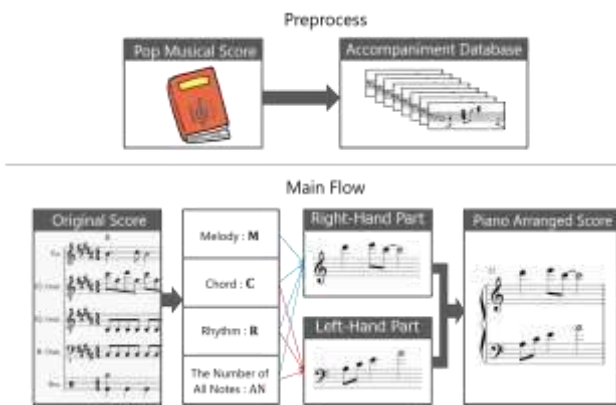 Preprocess
Pop Musical Score
Accompaniment Database
Main Flow
Original Score
Melody : M
Chord : C
Rhythm : R
The Number of
All Notes : AN
Right-Hand Part
Left-Hand Part
Piano Arranged Score